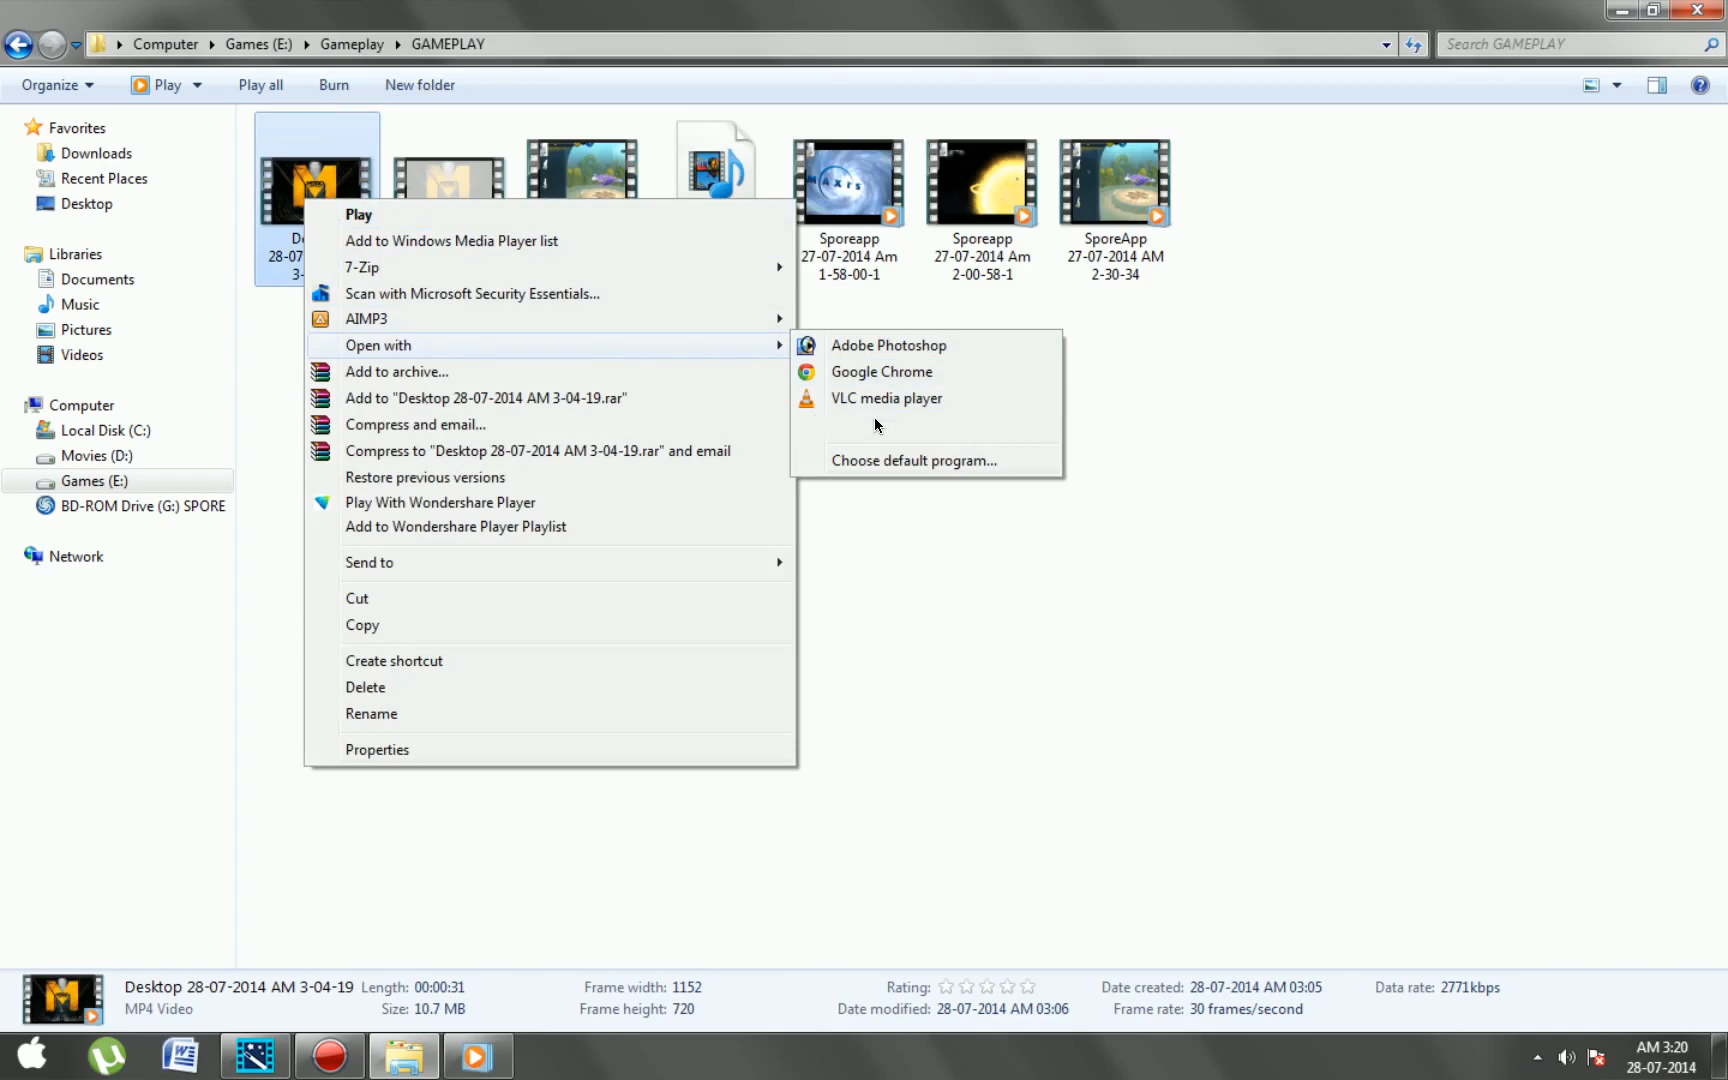 Computer Games (E:) Gameplay GAMEPLAY
Search GAMEPLAY
Organize Play Play all Burn New folder
Favorites
Downloads
Recent Places
Desktop
Libraries
Documents
Music
Pictures
Videos
Computer
Local Disk (C:)
Movies (D:)
Games (E:)
BD-ROM Drive (G:) SPORE
Network
28-07
MAXIS
Sporeapp
27-07-2014 Am
1-58-00-1
Sporeapp
27-07-2014 Am
2-00-58-1
SporeApp
27-07-2014 AM
2-30-34
Play
Add to Windows Media Player list
7-Zip
Scan with Microsoft Security Essentials...
AIMP3
Open with
Add to archive...
Add to "Desktop 28-07-2014 AM 3-04-19.rar"
Compress and email...
Compress to "Desktop 28-07-2014 AM 3-04-19.rar" and email
Restore previous versions
Play With Wondershare Player
Add to Wondershare Player Playlist
Send to
Cut
Copy
Create shortcut
Delete
Rename
Properties
Adobe Photoshop
Google Chrome
VLC media player
Choose default program...
Desktop 28-07-2014 AM 3-04-19 Length: 00:00:31 Frame width: 1152 Rating: Date created: 28-07-2014 AM 03:05 Data rate: 2771kbps
MP4 Video Size: 10.7 MB Frame height: 720 Date modified: 28-07-2014 AM 03:06 Frame rate: 30 frames/second
AM 3:20
28-07-2014